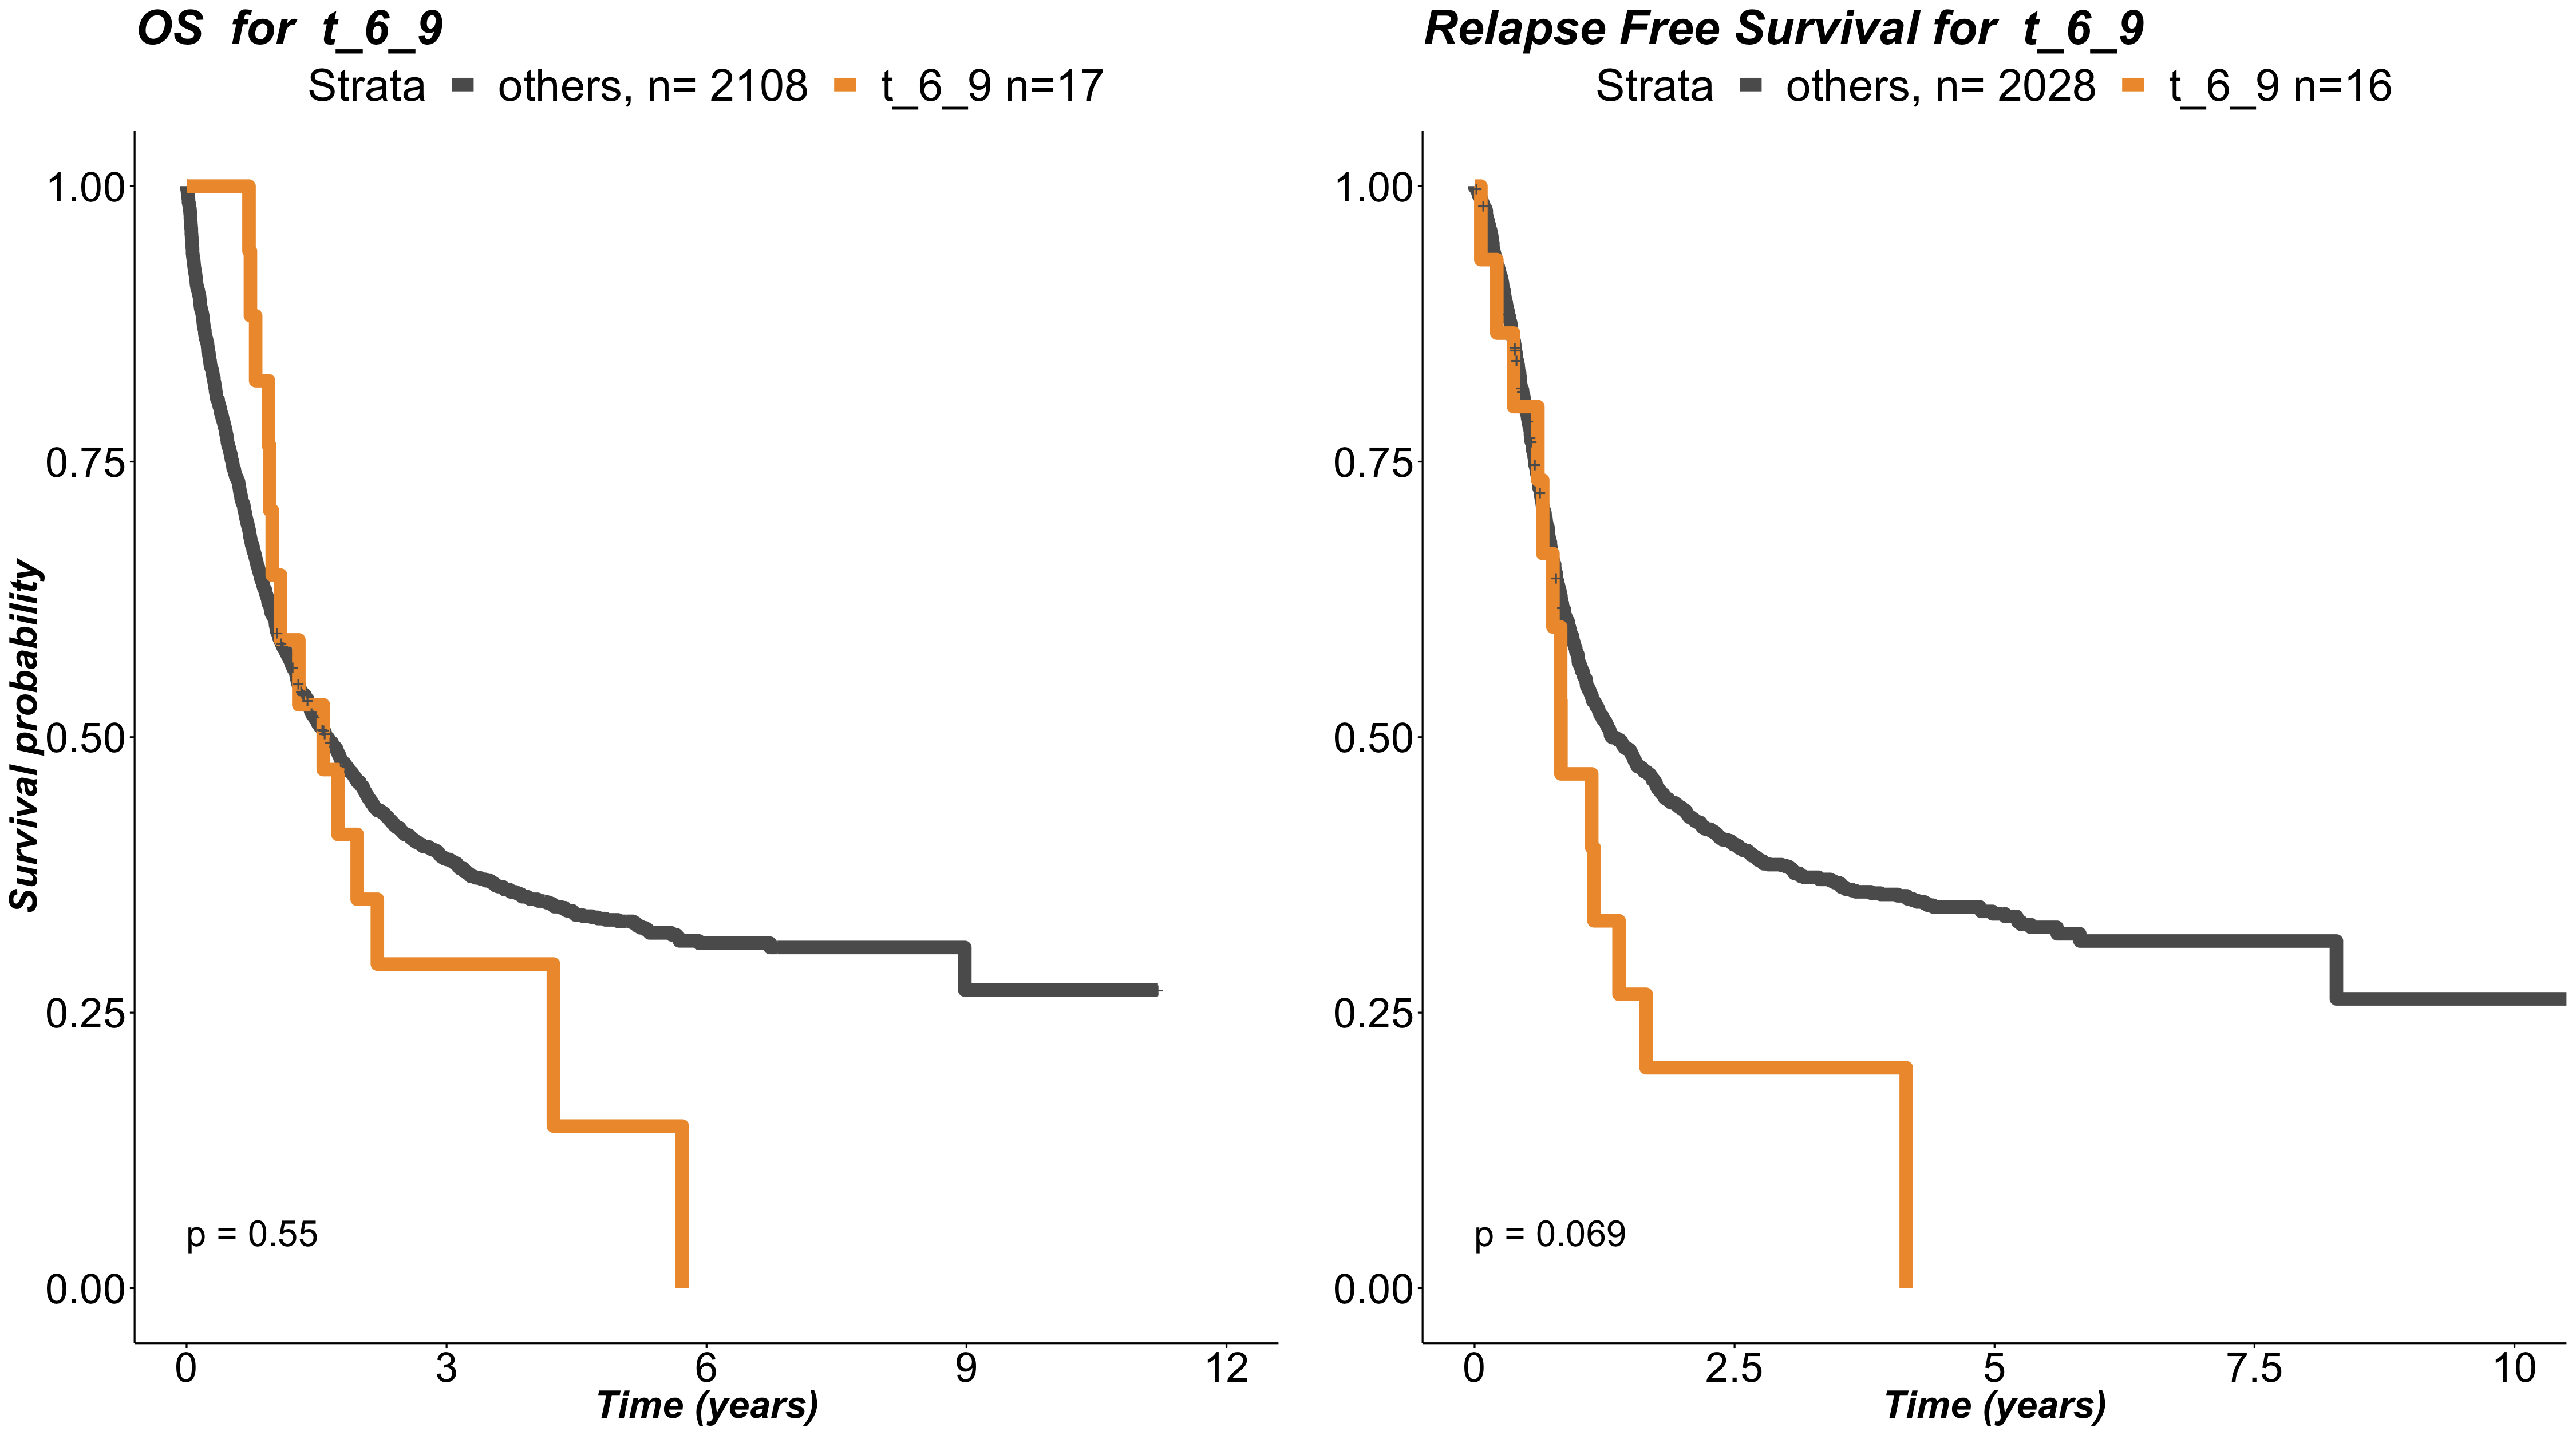 OS for t_6_9
Strata others, n= 2108 t_6_9 n=17
Survival probability
1.00
0.75
0.50
0.25
0.00
p = 0.55
0 3 6 9 12
Time (years)
Relapse Free Survival for t_6_9
Strata others, n= 2028 t_6_9 n=16
1.00
0.75
0.50
0.25
0.00
p = 0.069
0 2.5 5 7.5 10
Time (years)